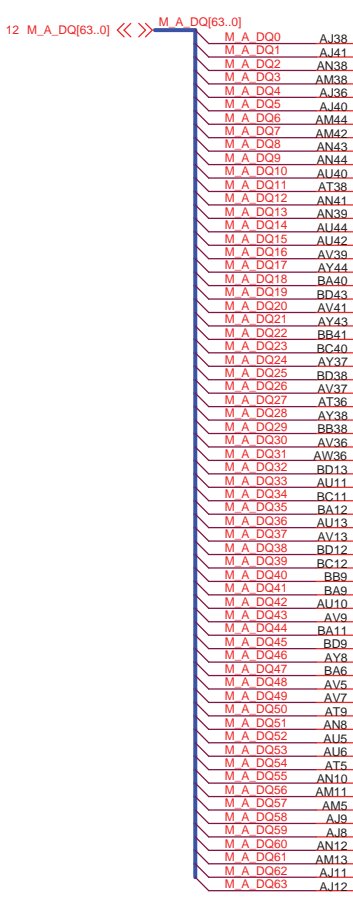 M_A_DQ[63..0]
12 M_A_DQ[63..0]
M_A_DQ0 AJ38
M_A_DQ1 AJ41
M_A_DQ2 AN38
M_A_DQ3 AM38
M_A_DQ4 AJ36
M_A_DQ5 AJ40
M_A_DQ6 AM44
M_A_DQ7 AM42
M_A_DQ8 AN43
M_A_DQ9 AN44
M_A_DQ10 AU40
M_A_DQ11 AT38
M_A_DQ12 AN41
M_A_DQ13 AN39
M_A_DQ14 AU44
M_A_DQ15 AU42
M_A_DQ16 AV39
M_A_DQ17 AY44
M_A_DQ18 BA40
M_A_DQ19 BD43
M_A_DQ20 AV41
M_A_DQ21 AY43
M_A_DQ22 BB41
M_A_DQ23 BC40
M_A_DQ24 AY37
M_A_DQ25 BD38
M_A_DQ26 AV37
M_A_DQ27 AT36
M_A_DQ28 AY38
M_A_DQ29 BB38
M_A_DQ30 AV36
M_A_DQ31 AW36
M_A_DQ32 BD13
M_A_DQ33 AU11
M_A_DQ34 BC11
M_A_DQ35 BA12
M_A_DQ36 AU13
M_A_DQ37 AV13
M_A_DQ38 BD12
M_A_DQ39 BC12
M_A_DQ40 BB9
M_A_DQ41 BA9
M_A_DQ42 AU10
M_A_DQ43 AV9
M_A_DQ44 BA11
M_A_DQ45 BD9
M_A_DQ46 AY8
M_A_DQ47 BA6
M_A_DQ48 AV5
M_A_DQ49 AV7
M_A_DQ50 AT9
M_A_DQ51 AN8
M_A_DQ52 AU5
M_A_DQ53 AU6
M_A_DQ54 AT5
M_A_DQ55 AN10
M_A_DQ56 AM11
M_A_DQ57 AM5
M_A_DQ58 AJ9
M_A_DQ59 AJ8
M_A_DQ60 AN12
M_A_DQ61 AM13
M_A_DQ62 AJ11
M_A_DQ63 AJ12